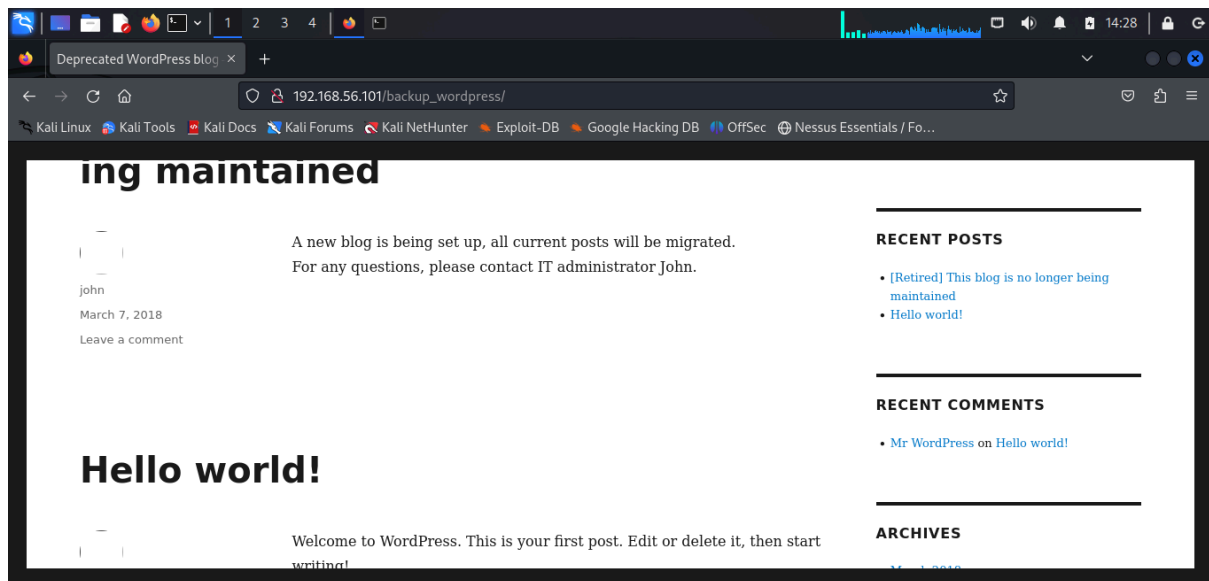 1 2 3 4 14:28
Deprecated WordPress blog
192.168.56.101/backup_wordpress/
Kali Linux Kali Tools Kali Docs Kali Forums Kali NetHunter Exploit-DB Google Hacking DB OffSec Nessus Essentials / Fo…
ing maintained
john
March 7, 2018
Leave a comment
A new blog is being set up, all current posts will be migrated.
For any questions, please contact IT administrator John.
Hello world!
Welcome to WordPress. This is your first post. Edit or delete it, then start
writing!
RECENT POSTS
[Retired] This blog is no longer being
maintained
Hello world!
RECENT COMMENTS
Mr WordPress on Hello world!
ARCHIVES
March 2018